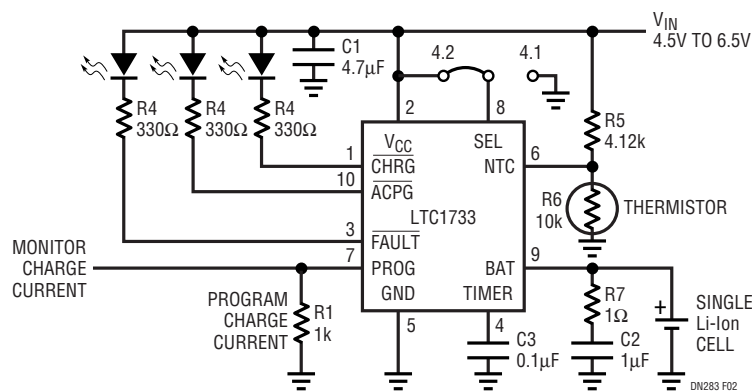 VIN
4.5V TO 6.5V
C1
4.7µF
4.2
4.1
2
8
R4
330Ω
R4
330Ω
R4
330Ω
R5
4.12k
VCC
SEL
1
CHRG
NTC
6
10
ACPG
LTC1733
R6
10k
THERMISTOR
3
FAULT
MONITOR
CHARGE
CURRENT
7
PROG
BAT
9
PROGRAM
CHARGE
CURRENT
R1
1k
GND
TIMER
5
4
C3
0.1µF
R7
1Ω
C2
1µF
+
SINGLE
Li-Ion
CELL
DN283 F02